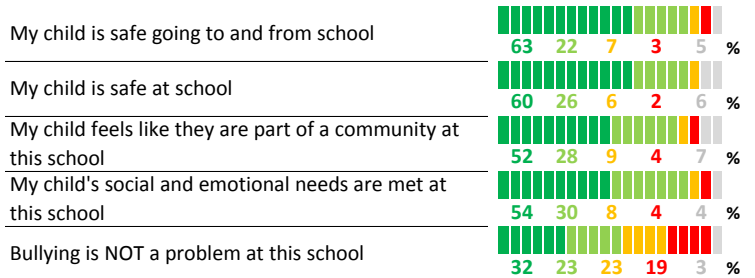 My child is safe going to and from school
63 22 7 3 5 %
My child is safe at school
60 26 6 2 6 %
My child feels like they are part of a community at
this school
52 28 9 4 7 %
My child's social and emotional needs are met at
this school
54 30 8 4 4 %
Bullying is NOT a problem at this school
32 23 23 19 3 %